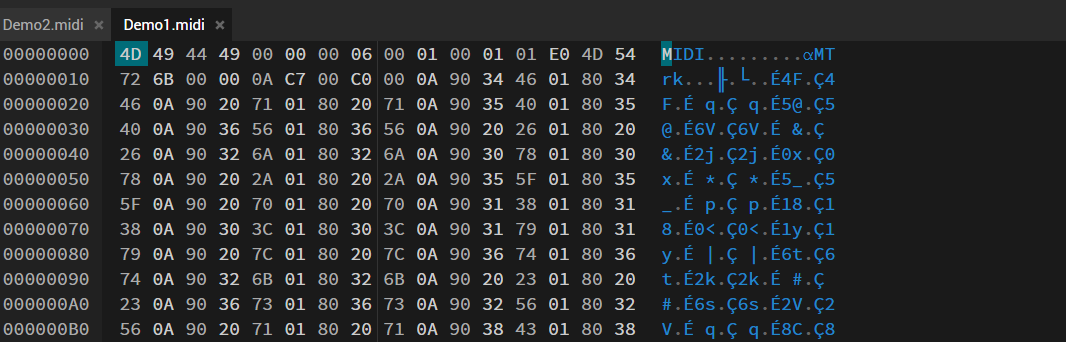 Demo2.midi × Demo1.midi ×
00000000 4D 49 44 49 00 00 00 06 00 01 00 01 01 E0 4D 54 MIDI.........αMT
00000010 72 6B 00 00 0A C7 00 C0 00 0A 90 34 46 01 80 34 rk...╟.└..É4F.Ç4
00000020 46 0A 90 20 71 01 80 20 71 0A 90 35 40 01 80 35 F.É q.Ç q.É5@.Ç5
00000030 40 0A 90 36 56 01 80 36 56 0A 90 20 26 01 80 20 @.É6V.Ç6V.É &.Ç
00000040 26 0A 90 32 6A 01 80 32 6A 0A 90 30 78 01 80 30 &.É2j.Ç2j.É0x.Ç0
00000050 78 0A 90 20 2A 01 80 20 2A 0A 90 35 5F 01 80 35 x.É *.Ç *.É5_.Ç5
00000060 5F 0A 90 20 70 01 80 20 70 0A 90 31 38 01 80 31 _.É p.Ç p.É18.Ç1
00000070 38 0A 90 30 3C 01 80 30 3C 0A 90 31 79 01 80 31 8.É0<.Ç0<.É1y.Ç1
00000080 79 0A 90 20 7C 01 80 20 7C 0A 90 36 74 01 80 36 y.É |.Ç |.É6t.Ç6
00000090 74 0A 90 32 6B 01 80 32 6B 0A 90 20 23 01 80 20 t.É2k.Ç2k.É #.Ç
000000A0 23 0A 90 36 73 01 80 36 73 0A 90 32 56 01 80 32 #.É6s.Ç6s.É2V.Ç2
000000B0 56 0A 90 20 71 01 80 20 71 0A 90 38 43 01 80 38 V.É q.Ç q.É8C.Ç8